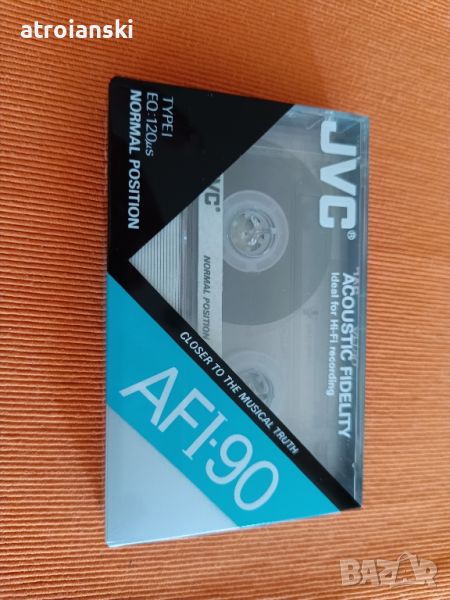 atroianski
JVC®
ACOUSTIC FIDELITY
Ideal for Hi-Fi recording
TYPE I
EQ:120µs
NORMAL POSITION
JVC
NORMAL POSITION
CLOSER TO THE MUSICAL TRUTH
AFI-90
BAZAR